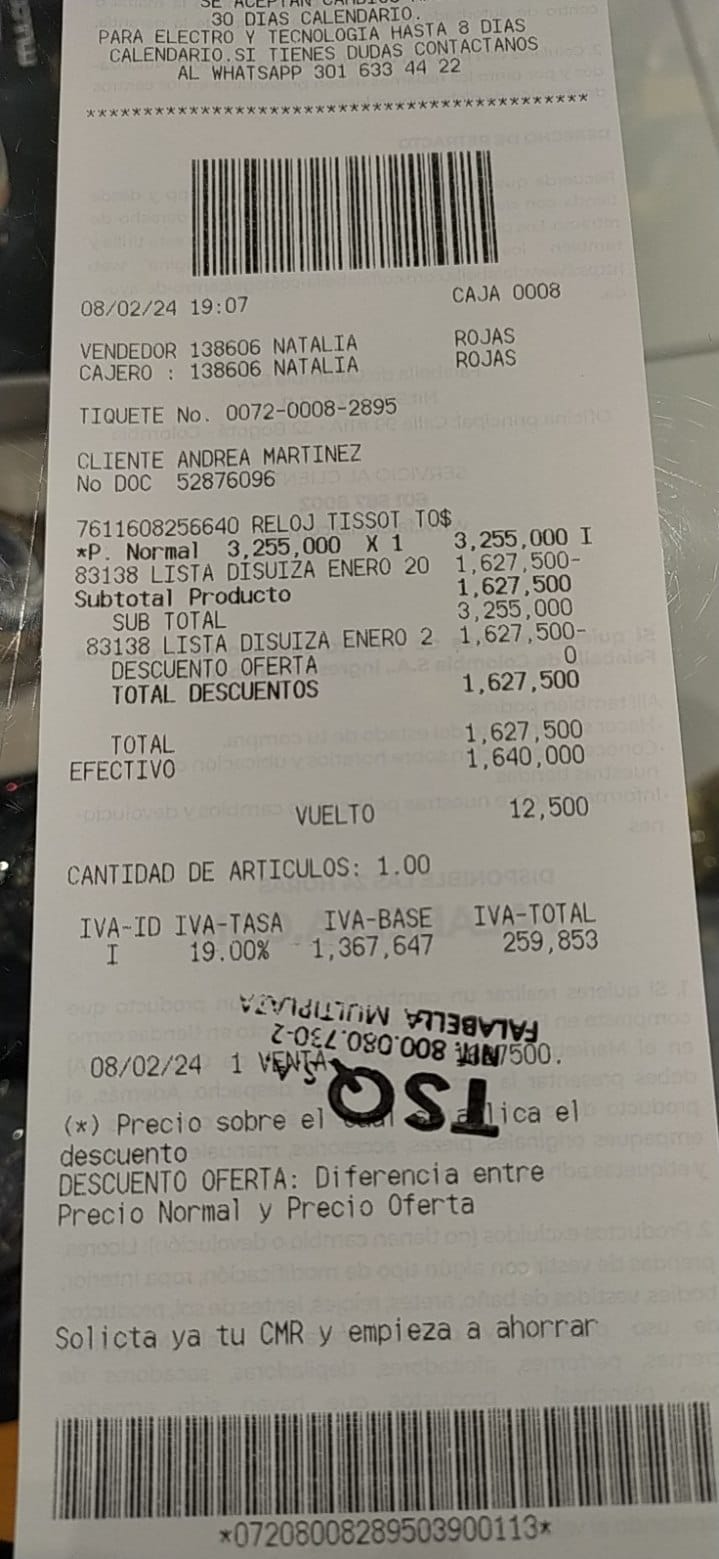 SE ACEPTAN CAMBIOS
30 DIAS CALENDARIO.
PARA ELECTRO Y TECNOLOGIA HASTA 8 DIAS
CALENDARIO.SI TIENES DUDAS CONTACTANOS
AL WHATSAPP 301 633 44 22
*******************************************
08/02/24 19:07 CAJA 0008
VENDEDOR 138606 NATALIA ROJAS
CAJERO : 138606 NATALIA ROJAS
TIQUETE No. 0072-0008-2895
CLIENTE ANDREA MARTINEZ
No DOC 52876096
7611608256640 RELOJ TISSOT TO$
*P. Normal 3,255,000 X 1 3,255,000 I
83138 LISTA DISUIZA ENERO 20 1,627,500-
Subtotal Producto 1,627,500
SUB TOTAL 3,255,000
83138 LISTA DISUIZA ENERO 2 1,627,500-
DESCUENTO OFERTA 0
TOTAL DESCUENTOS 1,627,500
TOTAL 1,627,500
EFECTIVO 1,640,000
VUELTO 12,500
CANTIDAD DE ARTICULOS: 1.00
IVA-ID IVA-TASA IVA-BASE IVA-TOTAL
I 19.00% 1,367,647 259,853
FALABELLA MULTIPLAZA
800.080.730-2
08/02/24 1 VENTA 7500.
TSQ
(*) Precio sobre el lica el
descuento
DESCUENTO OFERTA: Diferencia entre
Precio Normal y Precio Oferta
Solicta ya tu CMR y empieza a ahorrar
*07208008289503900113*